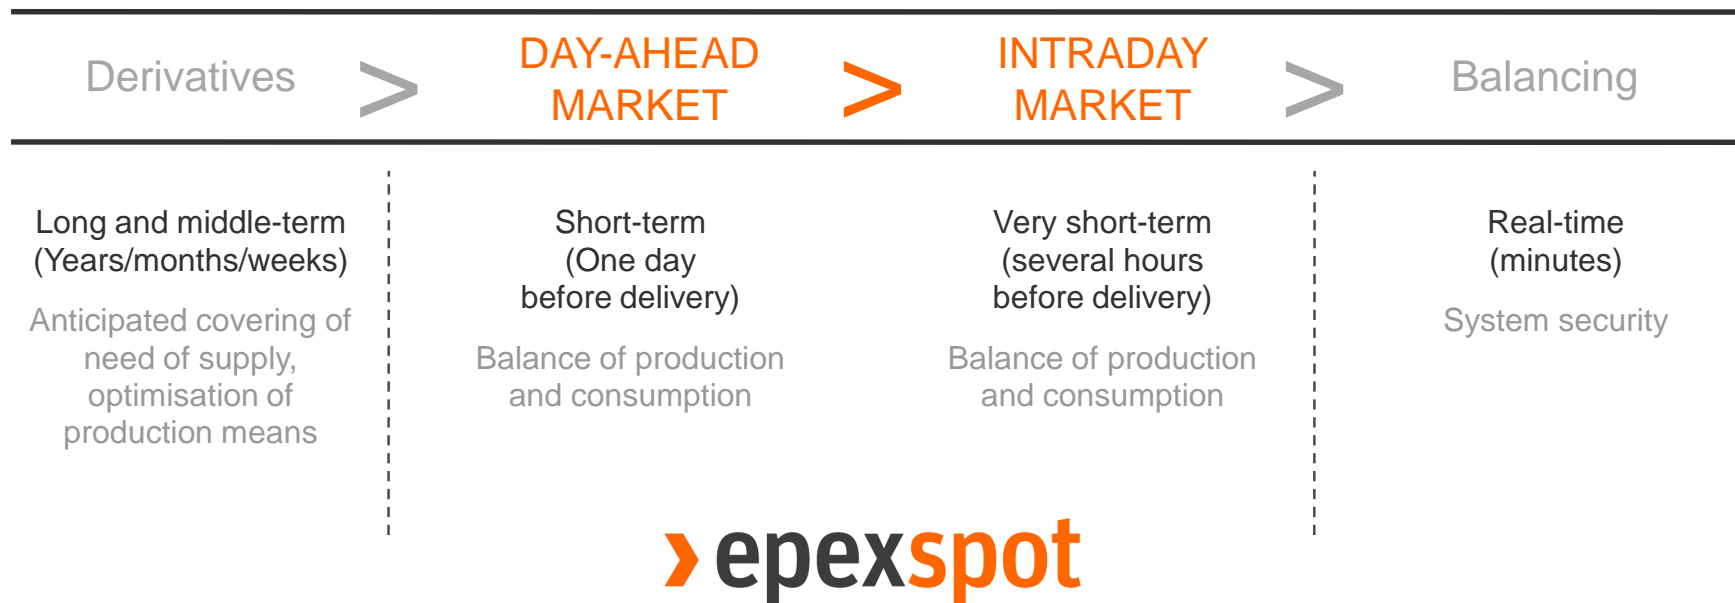 Derivatives > DAY-AHEAD
MARKET > INTRADAY
MARKET > Balancing
Long and middle-term
(Years/months/weeks)
Anticipated covering of
need of supply,
optimisation of
production means
Short-term
(One day
before delivery)
Balance of production
and consumption
Very short-term
(several hours
before delivery)
Balance of production
and consumption
Real-time
(minutes)
System security
epexspot